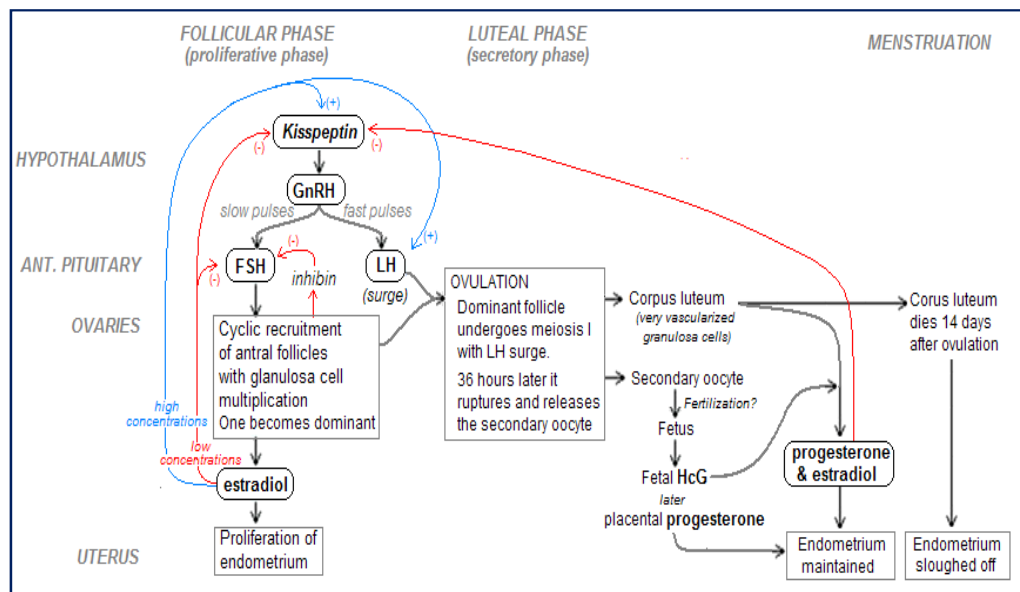 FOLLICULAR PHASE
(proliferative phase)
LUTEAL PHASE
(secretory phase)
MENSTRUATION
(+)
Kisspeptin
(-)
(-)
HYPOTHALAMUS
GnRH
slow pulses
fast pulses
(-)
(+)
ANT. PITUITARY
(-)
FSH
inhibin
LH
(surge)
OVARIES
Cyclic recruitment
of antral follicles
with glanulosa cell
multiplication
One becomes dominant
OVULATION
Dominant follicle
undergoes meiosis I
with LH surge.
36 hours later it
ruptures and releases
the secondary oocyte
Corpus luteum
(very vascularized
granulosa cells)
Corus luteum
dies 14 days
after ovulation
Secondary oocyte
Fertilization?
Fetus
Fetal HcG
later
placental progesterone
high
concentrations
low
concentrations
estradiol
progesterone
& estradiol
UTERUS
Proliferation of
endometrium
Endometrium
maintained
Endometrium
sloughed off